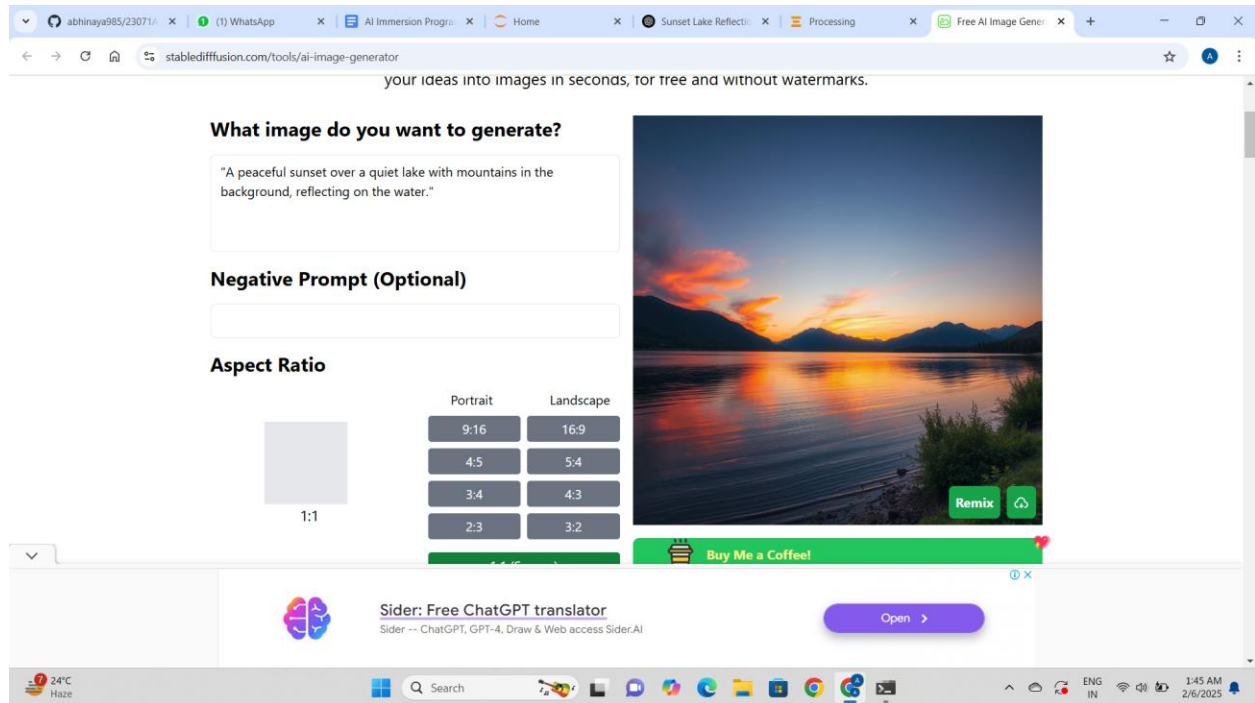 abhinaya985/23071A
(1) WhatsApp
AI Immersion Progra
Home
Sunset Lake Reflectio
Processing
Free AI Image Gener
stabledifffusion.com/tools/ai-image-generator
A
your ideas into images in seconds, for free and without watermarks.
What image do you want to generate?
"A peaceful sunset over a quiet lake with mountains in the
background, reflecting on the water."
Negative Prompt (Optional)
Aspect Ratio
Portrait Landscape
9:16 16:9
4:5 5:4
3:4 4:3
1:1
2:3 3:2
Remix
Buy Me a Coffee!
Sider: Free ChatGPT translator
Sider -- ChatGPT, GPT-4, Draw & Web access Sider.AI
Open
24°C
Haze
Search
ENG
IN
1:45 AM
2/6/2025